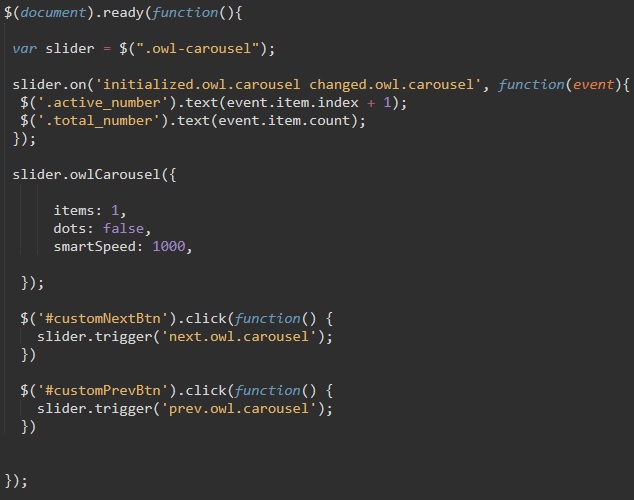 $(document).ready(function(){
var slider = $(".owl-carousel");
slider.on('initialized.owl.carousel changed.owl.carousel', function(event){
$('.active_number').text(event.item.index + 1);
$('.total_number').text(event.item.count);
});
slider.owlCarousel({
items: 1,
dots: false,
smartSpeed: 1000,
});
$('#customNextBtn').click(function() {
slider.trigger('next.owl.carousel');
})
$('#customPrevBtn').click(function() {
slider.trigger('prev.owl.carousel');
})
});